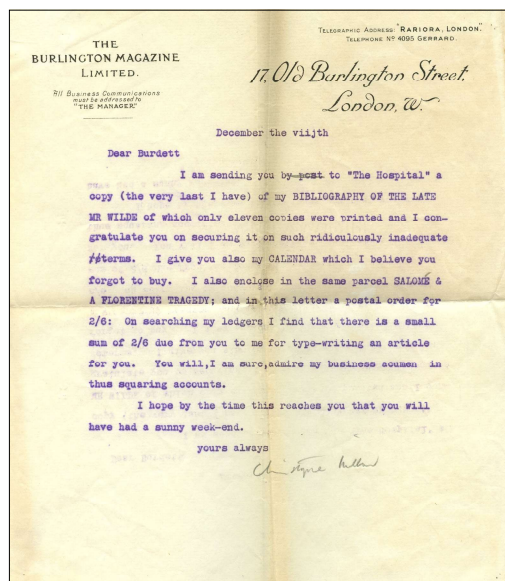 TELEGRAPHIC ADDRESS: "RARIORA, LONDON."
TELEPHONE Nº 4095 GERRARD.
THE
BURLINGTON MAGAZINE
LIMITED.
All Business Communications
must be addressed to
"THE MANAGER."
17, Old Burlington Street,
London, W.
December the viijth
Dear Burdett
I am sending you by post to "The Hospital" a
copy (the very last I have) of my BIBLIOGRAPHY OF THE LATE
MR WILDE of which only eleven copies were printed and I con-
gratulate you on securing it on such ridiculously inadequate
terms. I give you also my CALENDAR which I believe you
forgot to buy. I also enclose in the same parcel SALOMÉ &
A FLORENTINE TRAGEDY; and in this letter a postal order for
2/6: On searching my ledgers I find that there is a small
sum of 2/6 due from you to me for type-writing an article
for you. You will, I am sure,admire my business acumen in
thus squaring accounts.
I hope by the time this reaches you that you will
have had a sunny week-end.
yours always